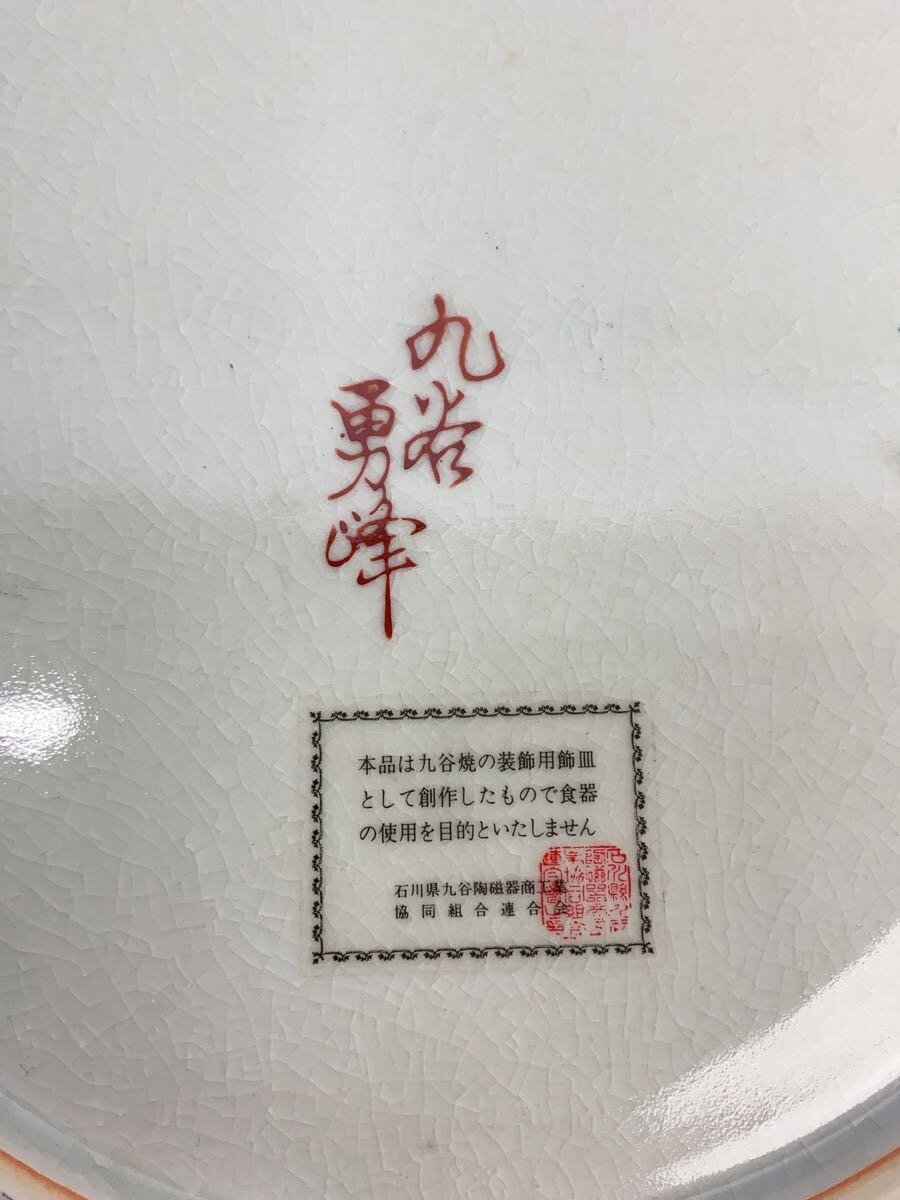 九谷
勇峰
本品は九谷焼の装飾用飾皿
として創作したもので食器
の使用を目的といたしません
石川県九谷陶磁器商工業
協同組合連合会